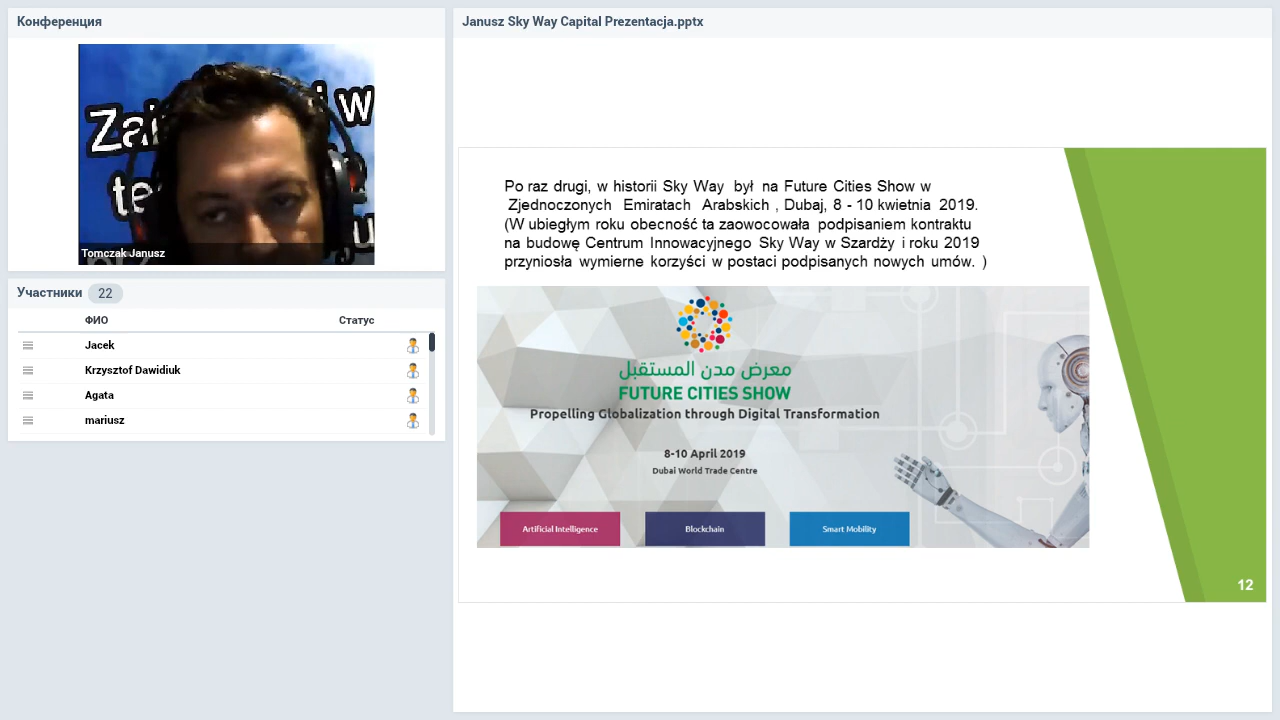 Конференция
Zai
w
te
Tomczak Janusz
Участники 22
ФИО Статус
Jacek
Krzysztof Dawidiuk
Agata
mariusz
Janusz Sky Way Capital Prezentacja.pptx
Po raz drugi, w historii Sky Way był na Future Cities Show w
Zjednoczonych Emiratach Arabskich , Dubaj, 8 - 10 kwietnia 2019.
(W ubiegłym roku obecność ta zaowocowała podpisaniem kontraktu
na budowę Centrum Innowacyjnego Sky Way w Szardży i roku 2019
przyniosła wymierne korzyści w postaci podpisanych nowych umów. )
معرض مدن المستقبل
FUTURE CITIES SHOW
Propelling Globalization through Digital Transformation
8-10 April 2019
Dubai World Trade Centre
Artificial Intelligence
Blockchain
Smart Mobility
12